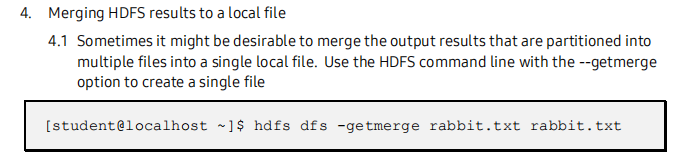 4. Merging HDFS results to a local file
4.1 Sometimes it might be desirable to merge the output results that are partitioned into
multiple files into a single local file. Use the HDFS command line with the --getmerge
option to create a single file
[student@localhost ~]$ hdfs dfs -getmerge rabbit.txt rabbit.txt